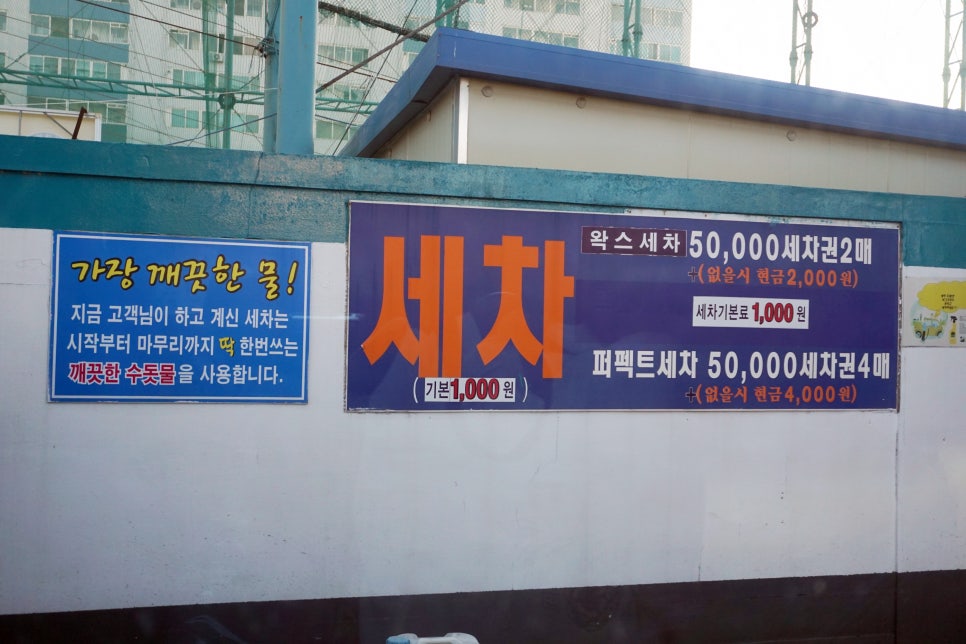 가장 깨끗한 물!
지금 고객님이 하고 계신 세차는
시작부터 마무리까지 딱 한번쓰는
깨끗한 수돗물을 사용합니다.
세차
(기본1,000원)
왁스세차 50,000세차권2매
+(없을시 현금2,000원)
세차기본료 1,000원
퍼펙트세차 50,000세차권4매
+(없을시 현금4,000원)